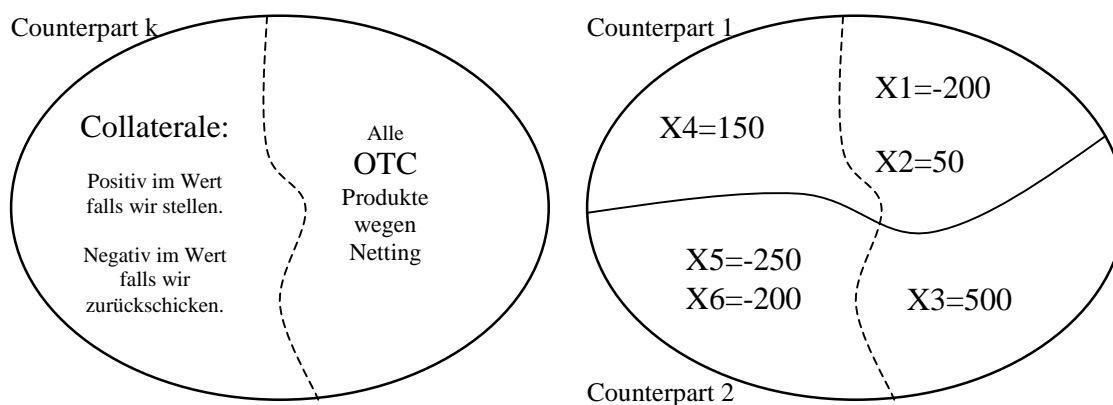 Counterpart k
Collaterale:
Positiv im Wert
falls wir stellen.
Negativ im Wert
falls wir
zurückschicken.
Alle
OTC
Produkte
wegen
Netting
Counterpart 1
X1=-200
X4=150
X2=50
X5=-250
X6=-200
X3=500
Counterpart 2